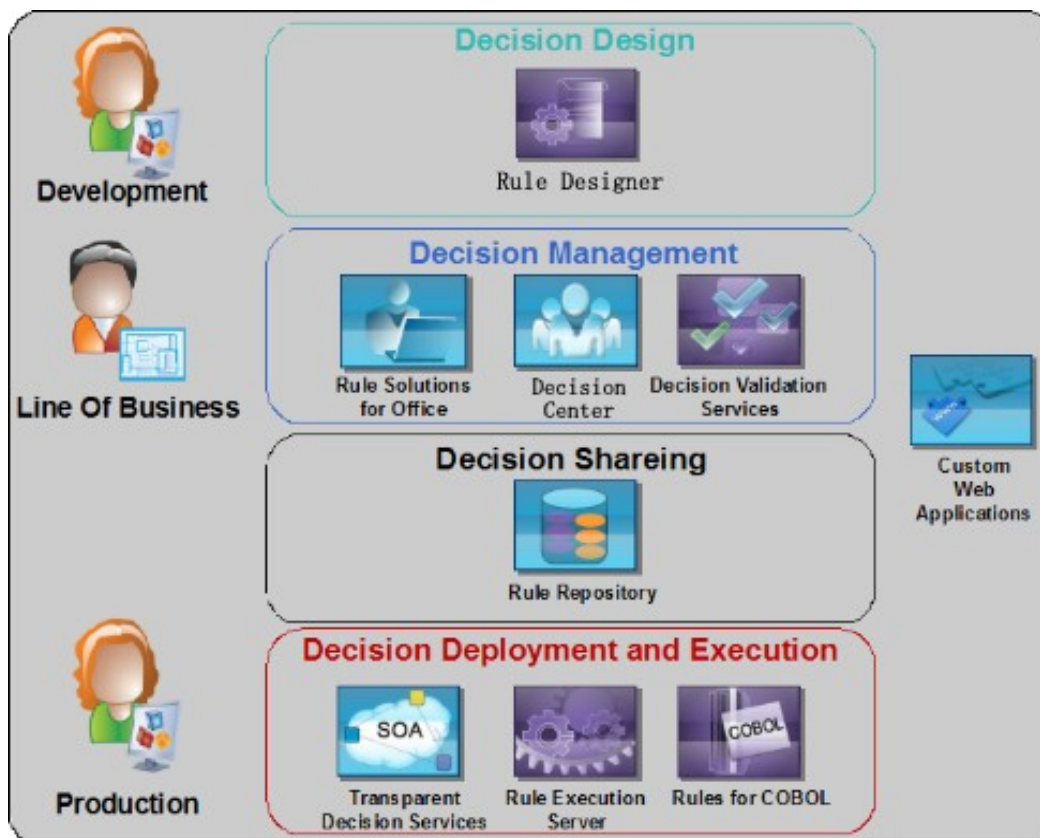 Decision Design
Rule Designer
Development
Decision Management
Rule Solutions
for Office
Decision
Center
Decision Validation
Services
Line Of Business
Decision Shareing
Rule Repository
WWW
Custom
Web
Applications
Decision Deployment and Execution
SOA
COBOL
Transparent
Decision Services
Rule Execution
Server
Rules for COBOL
Production